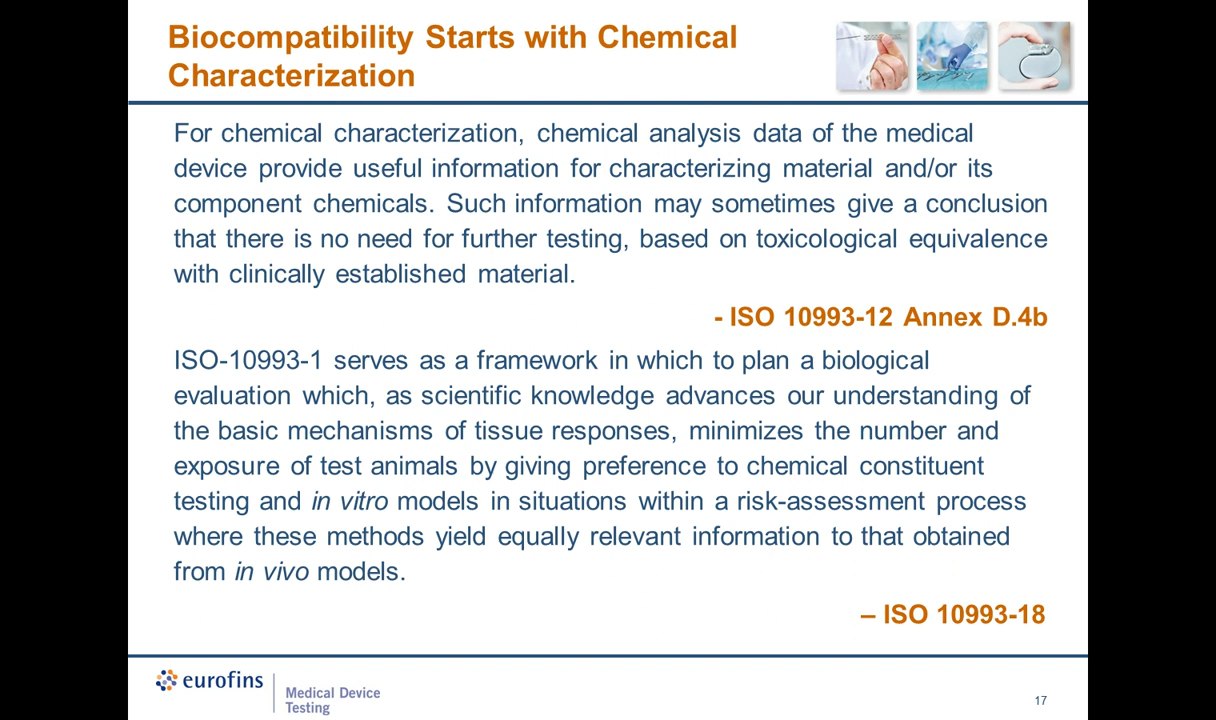 Biocompatibility Starts with Chemical
Characterization
For chemical characterization, chemical analysis data of the medical
device provide useful information for characterizing material and/or its
component chemicals. Such information may sometimes give a conclusion
that there is no need for further testing, based on toxicological equivalence
with clinically established material.
- ISO 10993-12 Annex D.4b
ISO-10993-1 serves as a framework in which to plan a biological
evaluation which, as scientific knowledge advances our understanding of
the basic mechanisms of tissue responses, minimizes the number and
exposure of test animals by giving preference to chemical constituent
testing and in vitro models in situations within a risk-assessment process
where these methods yield equally relevant information to that obtained
from in vivo models.
– ISO 10993-18
eurofins
Medical Device
Testing
17